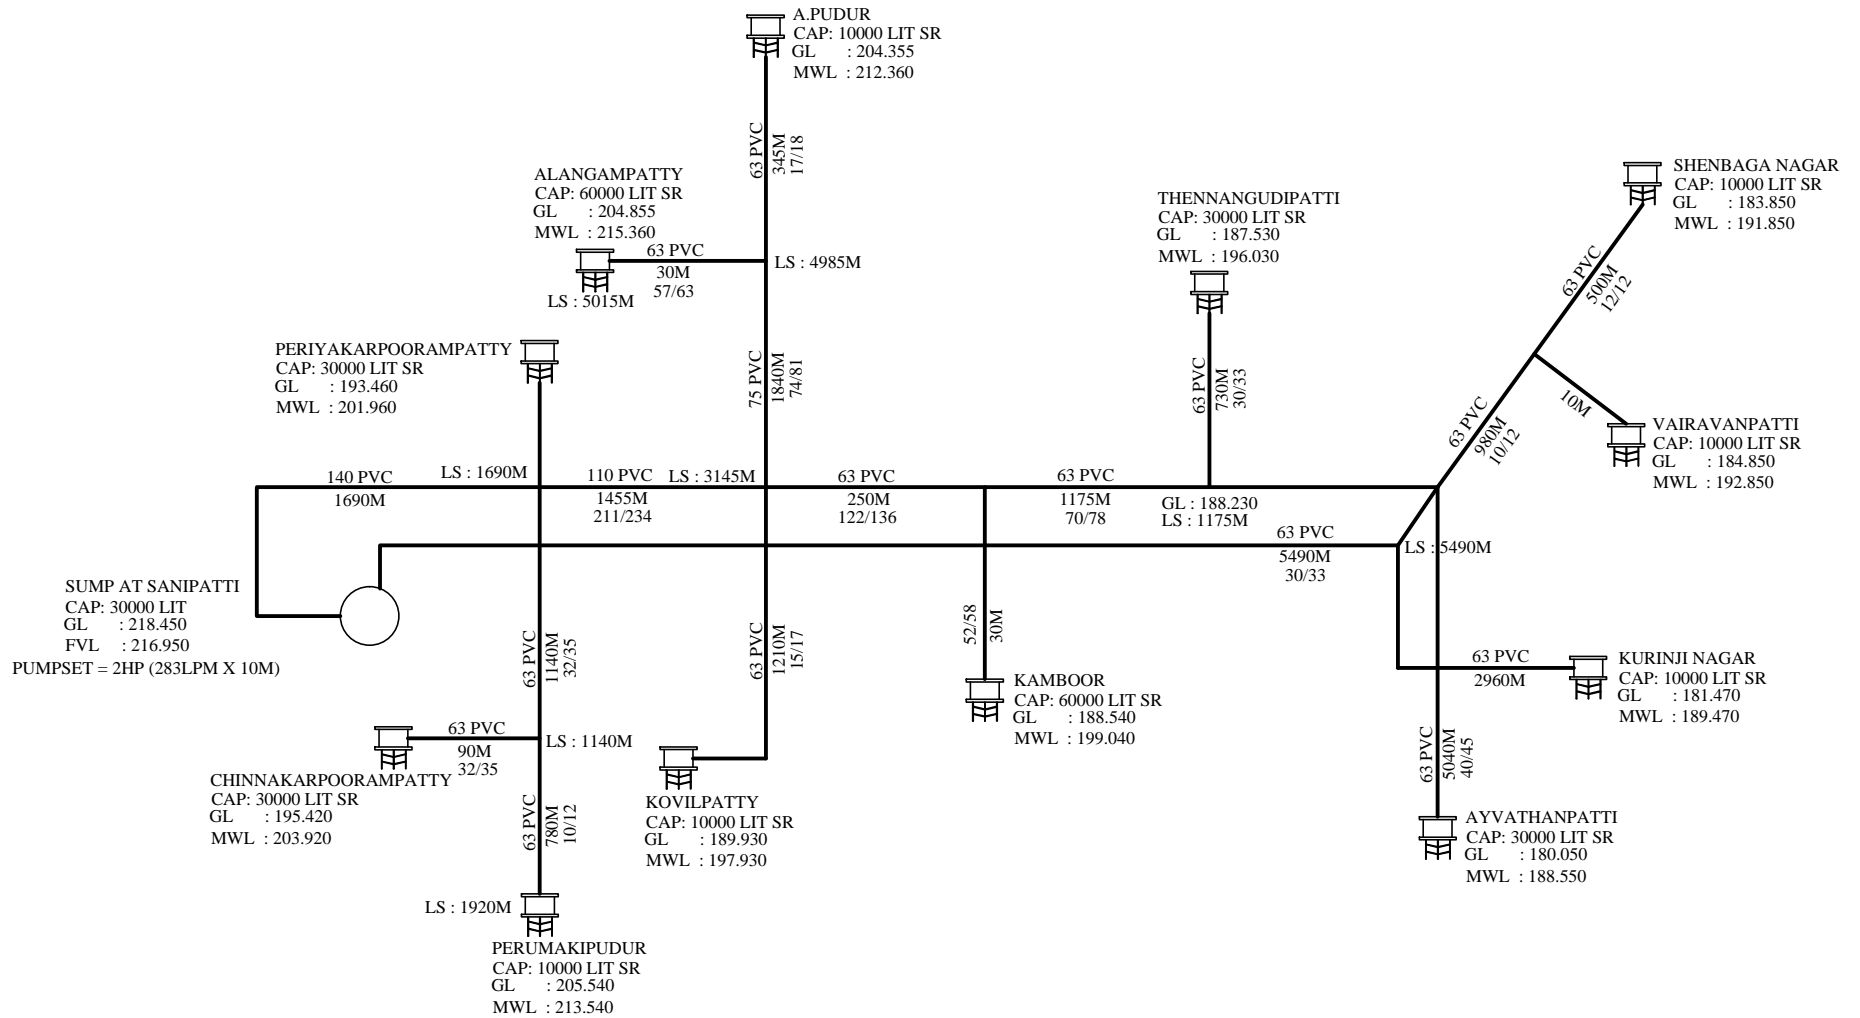 A.PUDUR
CAP: 10000 LIT SR
GL : 204.355
MWL : 212.360
63 PVC
345M
17/18
ALANGAMPATTY
CAP: 60000 LIT SR
GL : 204.855
MWL : 215.360
63 PVC
30M
57/63
LS : 5015M
LS : 4985M
THENNANGUDIPATTI
CAP: 30000 LIT SR
GL : 187.530
MWL : 196.030
SHENBAGA NAGAR
CAP: 10000 LIT SR
GL : 183.850
MWL : 191.850
63 PVC
500M
12/12
PERIYAKARPOORAMPATTY
CAP: 30000 LIT SR
GL : 193.460
MWL : 201.960
75 PVC
1840M
74/81
63 PVC
730M
30/33
10M
63 PVC
980M
10/12
VAIRAVANPATTI
CAP: 10000 LIT SR
GL : 184.850
MWL : 192.850
140 PVC
1690M
LS : 1690M
110 PVC
1455M
211/234
LS : 3145M
63 PVC
250M
122/136
63 PVC
1175M
70/78
GL : 188.230
LS : 1175M
63 PVC
5490M
30/33
LS : 5490M
SUMP AT SANIPATTI
CAP: 30000 LIT
GL : 218.450
FVL : 216.950
PUMPSET = 2HP (283LPM X 10M)
63 PVC
1140M
32/35
63 PVC
1210M
15/17
52/58
30M
KAMBOOR
CAP: 60000 LIT SR
GL : 188.540
MWL : 199.040
63 PVC
2960M
KURINJI NAGAR
CAP: 10000 LIT SR
GL : 181.470
MWL : 189.470
63 PVC
90M
32/35
LS : 1140M
CHINNAKARPOORAMPATTY
CAP: 30000 LIT SR
GL : 195.420
MWL : 203.920
63 PVC
780M
10/12
KOVILPATTY
CAP: 10000 LIT SR
GL : 189.930
MWL : 197.930
63 PVC
5040M
40/45
AYVATHANPATTI
CAP: 30000 LIT SR
GL : 180.050
MWL : 188.550
LS : 1920M
PERUMAKIPUDUR
CAP: 10000 LIT SR
GL : 205.540
MWL : 213.540